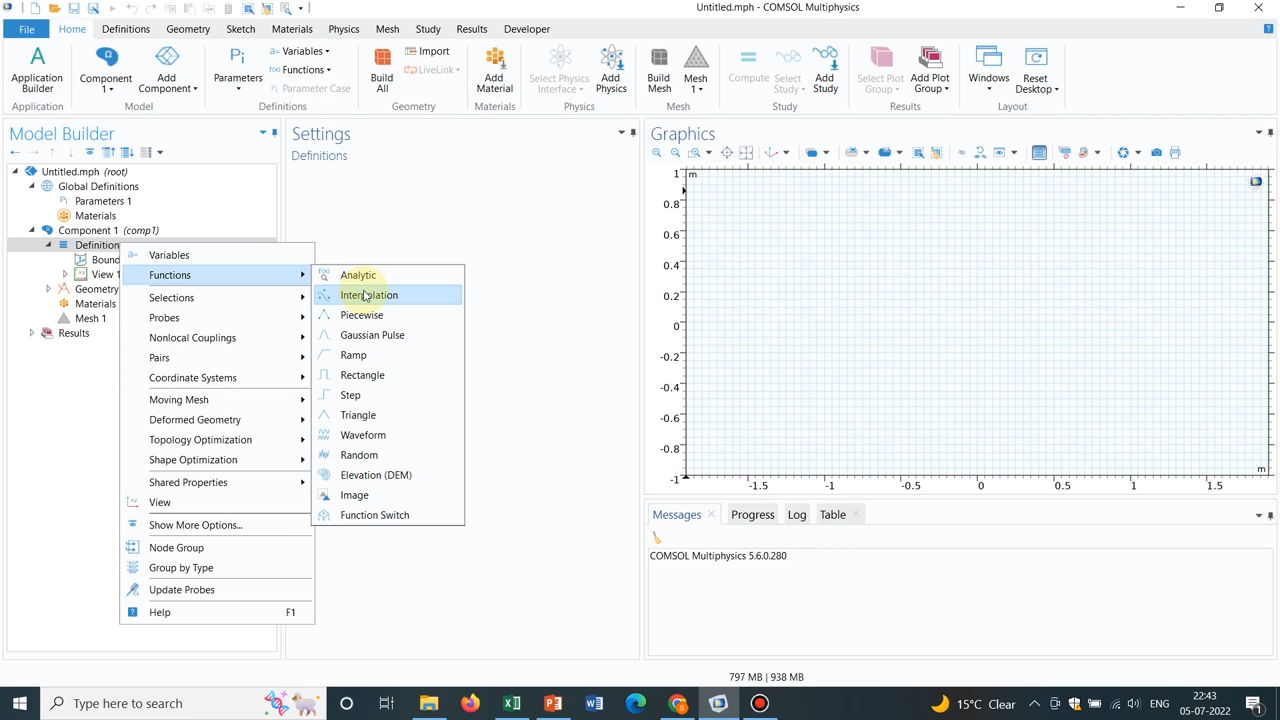 Untitled.mph - COMSOL Multiphysics
File Home Definitions Geometry Sketch Materials Physics Mesh Study Results Developer
Application Builder
Component 1
Add Component
Parameters
a= Variables
f(x) Functions
Pi Parameter Case
Build All
Import
LiveLink
Add Material
Select Physics Interface
Add Physics
Build Mesh
Mesh 1
Compute
Select Study
Add Study
Select Plot Group
Add Plot Group
Windows
Reset Desktop
Application Model Definitions Geometry Materials Physics Mesh Study Results Layout
Model Builder
Untitled.mph (root)
Global Definitions
Pi Parameters 1
Materials
Component 1 (comp1)
Definition
Bound
View 1
Geometry
Materials
Mesh 1
Results
a= Variables
Functions
Selections
Probes
Nonlocal Couplings
Pairs
Coordinate Systems
Moving Mesh
Deformed Geometry
Topology Optimization
Shape Optimization
Shared Properties
View
Show More Options...
Node Group
Group by Type
Update Probes
Help F1
Analytic
Interpolation
Piecewise
Gaussian Pulse
Ramp
Rectangle
Step
Triangle
Waveform
Random
Elevation (DEM)
Image
Function Switch
Settings
Definitions
Graphics
1
m
0.8
0.6
0.4
0.2
0
-0.2
-0.4
-0.6
-0.8
-1
m
-1.5 -1 -0.5 0 0.5 1 1.5
Messages Progress Log Table
COMSOL Multiphysics 5.6.0.280
797 MB | 938 MB
Type here to search
15°C Clear
ENG
22:43
05-07-2022